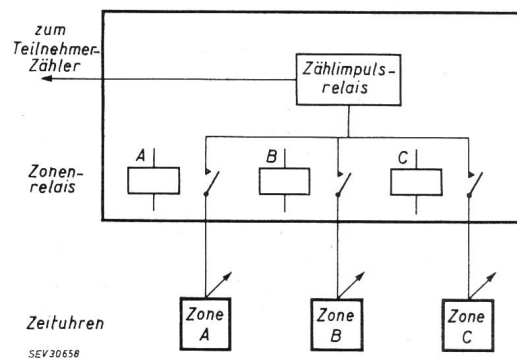 zum
Teilnehmer-
Zähler
Zählimpuls-
relais
A
B
C
Zonen-
relais
Zeituhren
Zone
A
Zone
B
Zone
C
SEV30658